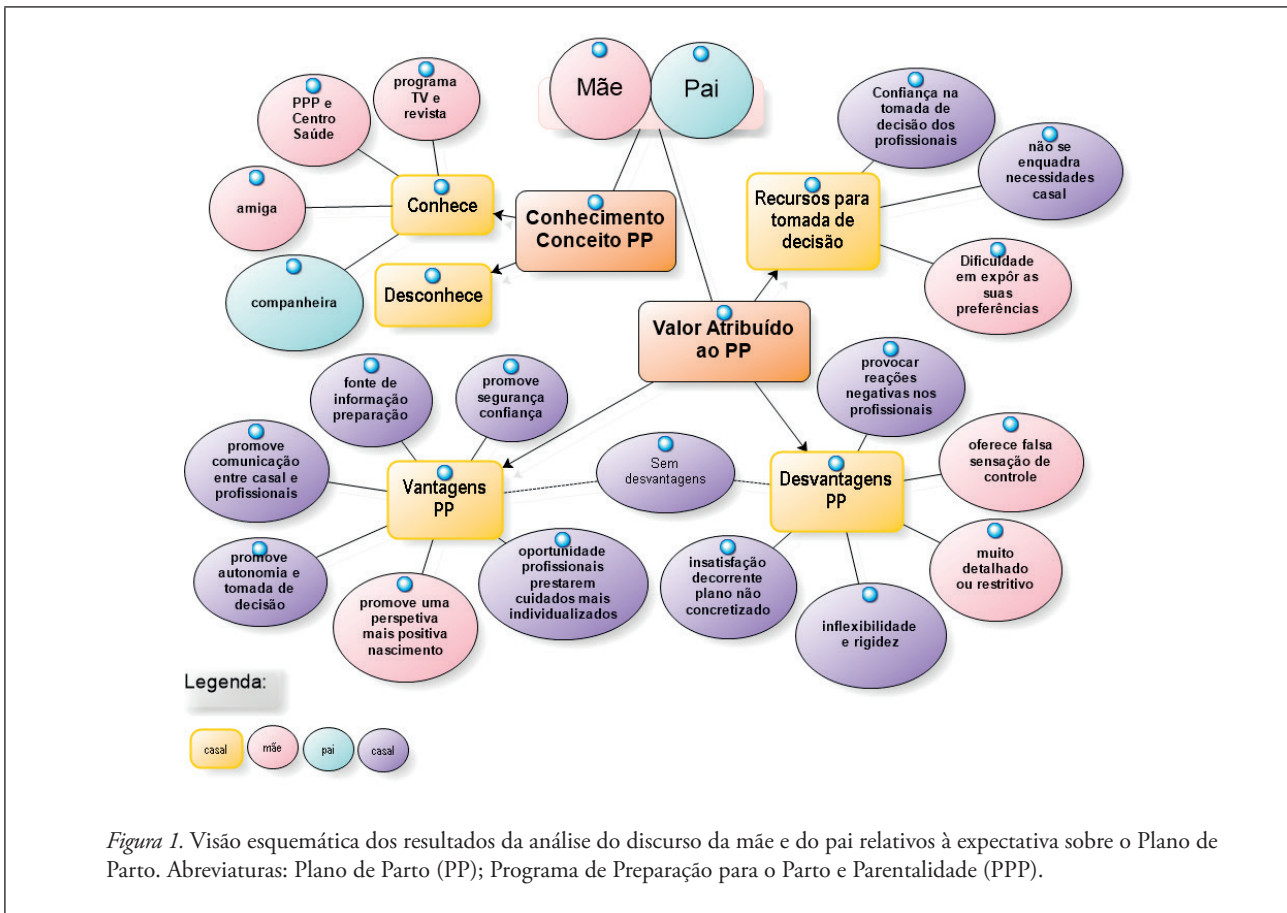 Mãe
Pai
PPP e
Centro
Saúde
programa
TV e
revista
amiga
companheira
Conhece
Desconhece
Conhecimento
Conceito PP
Confiança na
tomada de
decisão dos
profissionais
não se
enquadra
necessidades
casal
Recursos para
tomada de
decisão
Dificuldade
em expôr as
suas
preferências
Valor Atribuído
ao PP
fonte de
informação
preparação
promove
segurança
confiança
provocar
reações
negativas nos
profissionais
promove
comunicação
entre casal e
profissionais
Vantagens
PP
Sem
desvantagens
Desvantagens
PP
oferece falsa
sensação de
controle
promove
autonomia e
tomada de
decisão
promove uma
perspetiva
mais positiva
nascimento
oportunidade
profissionais
prestarem
cuidados mais
individualizados
insatisfação
decorrente
plano não
concretizado
inflexibilidade
e rigidez
muito
detalhado
ou restritivo
Legenda:
casal
mãe
pai
casal
Figura 1. Visão esquemática dos resultados da análise do discurso da mãe e do pai relativos à expectativa sobre o Plano de
Parto. Abreviaturas: Plano de Parto (PP); Programa de Preparação para o Parto e Parentalidade (PPP).